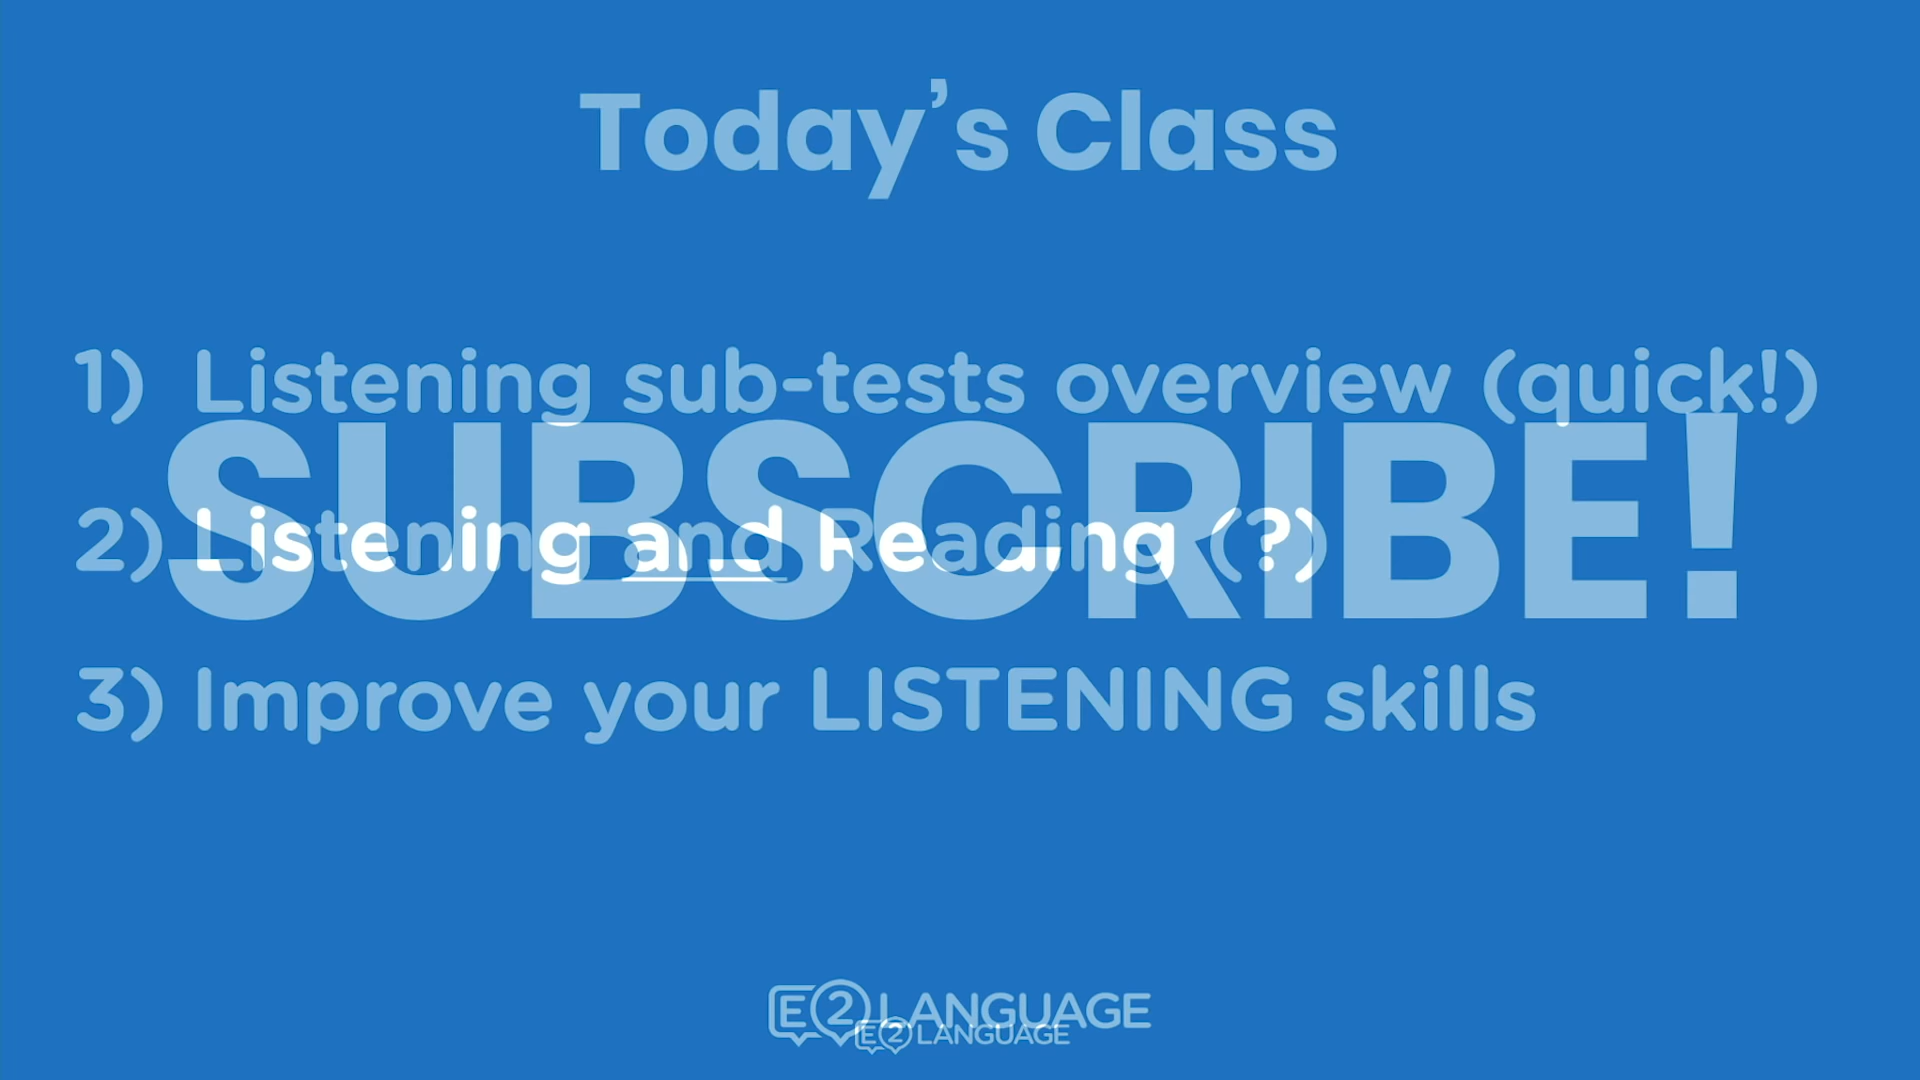 Today’s Class
1) Listening sub-tests overview (quick!)
SUBSCRIBE!
2) Listening and Reading (?)
3) Improve your LISTENING skills
E2 LANGUAGE
E2 LANGUAGE